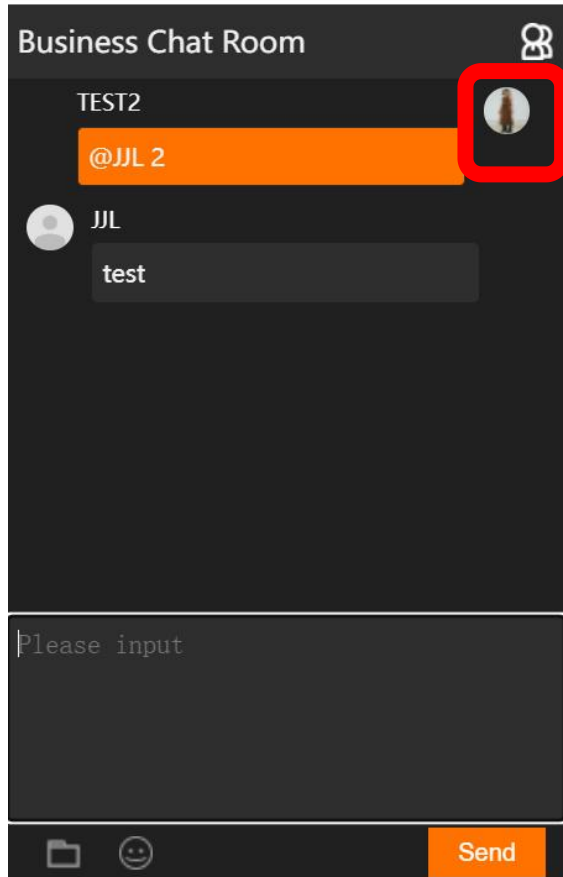 Business Chat Room
TEST2
@JJL 2
JJL
test
Please input
Send